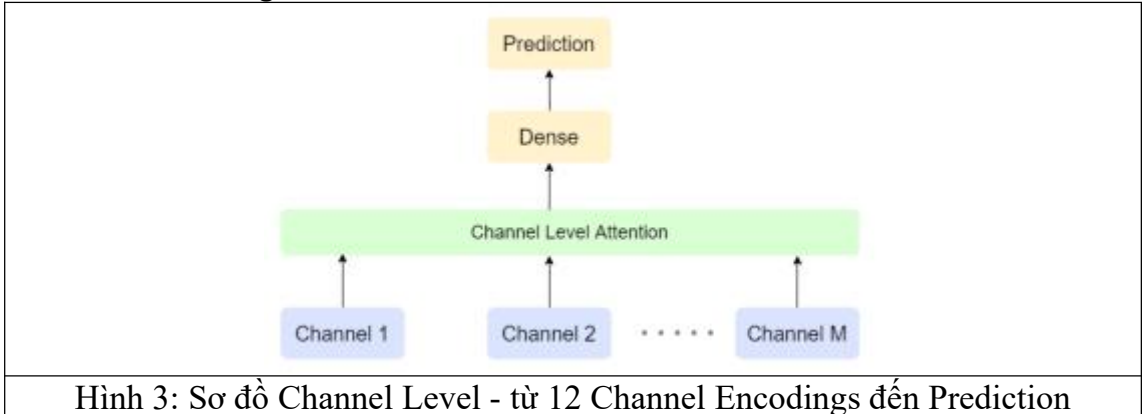 Prediction
Dense
Channel Level Attention
Channel 1 Channel 2 ..... Channel M
Hình 3: Sơ đồ Channel Level - từ 12 Channel Encodings đến Prediction